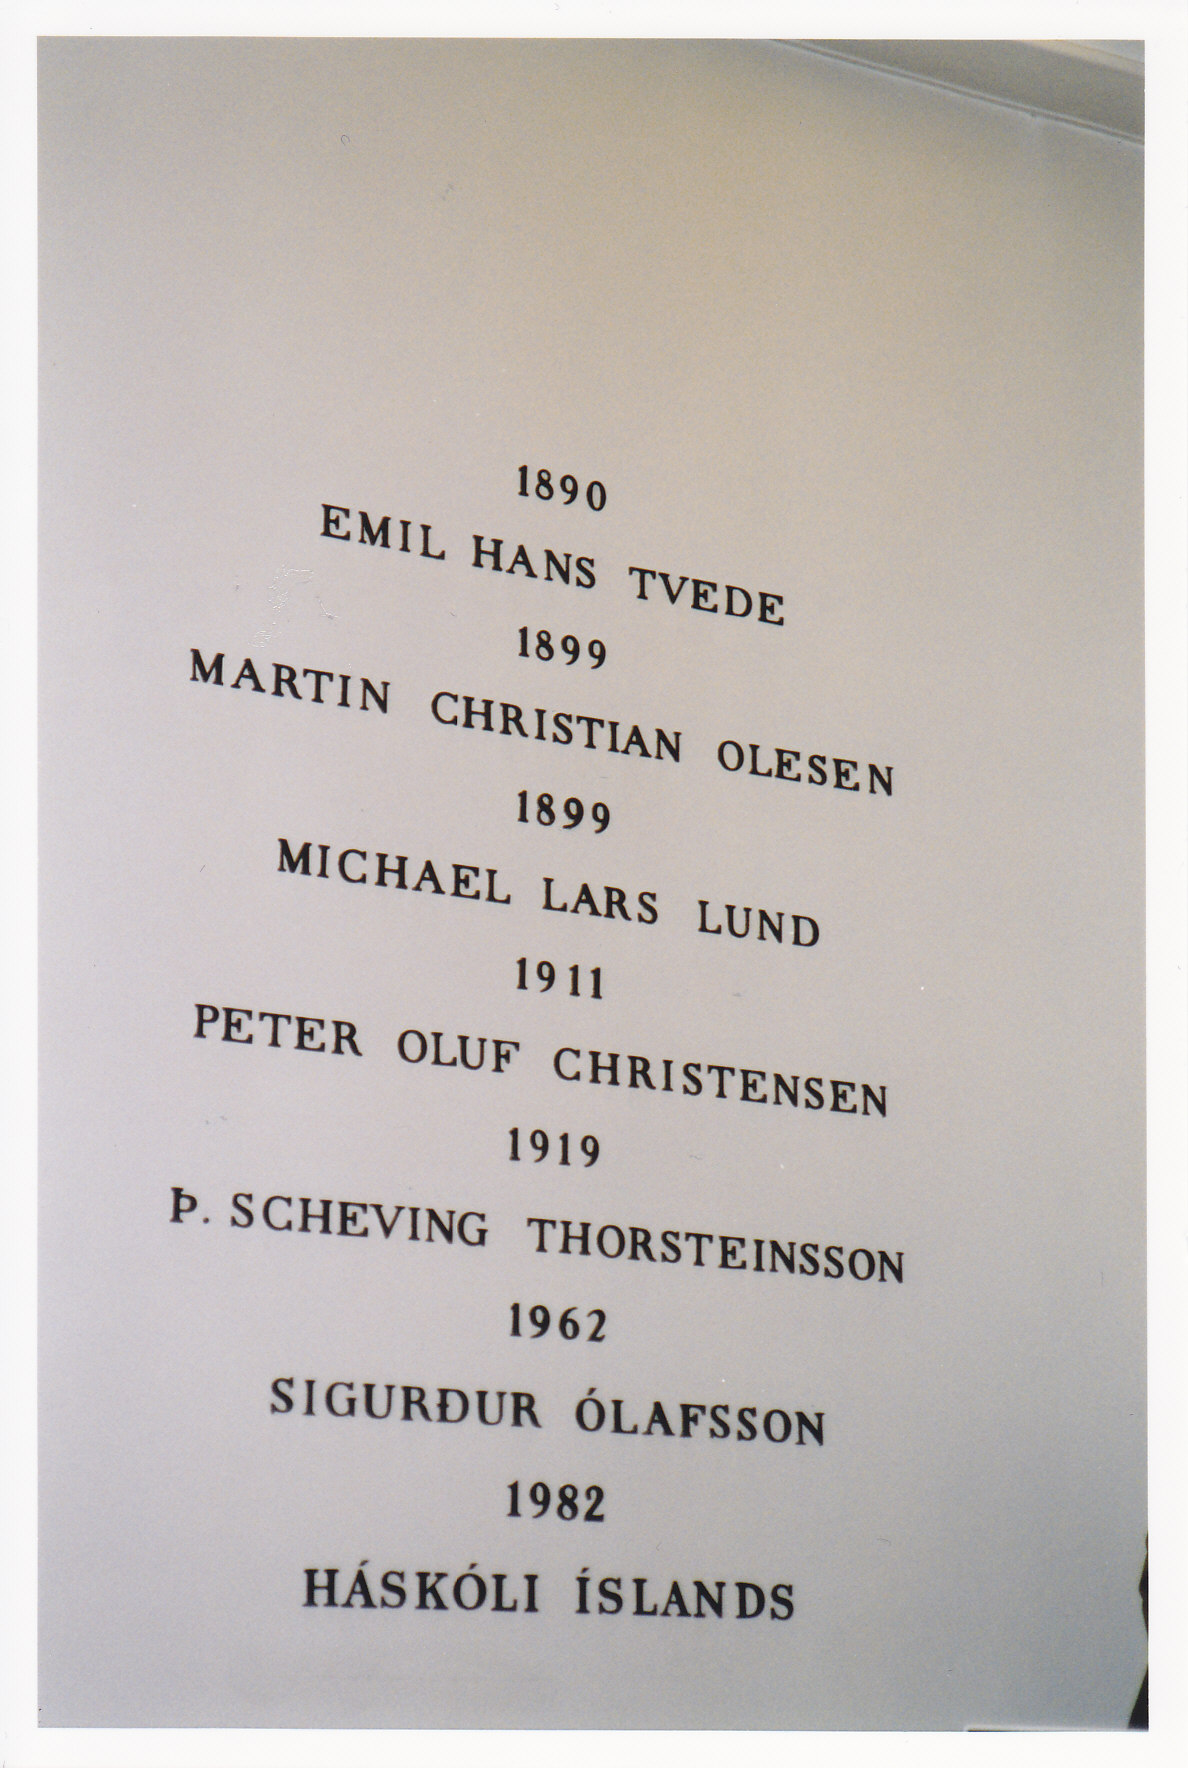 1890
EMIL HANS TVEDE
1899
MARTIN CHRISTIAN OLESEN
1899
MICHAEL LARS LUND
1911
PETER OLUF CHRISTENSEN
1919
Þ. SCHEVING THORSTEINSSON
1962
SIGURÐUR ÓLAFSSON
1982
HÁSKÓLI ÍSLANDS